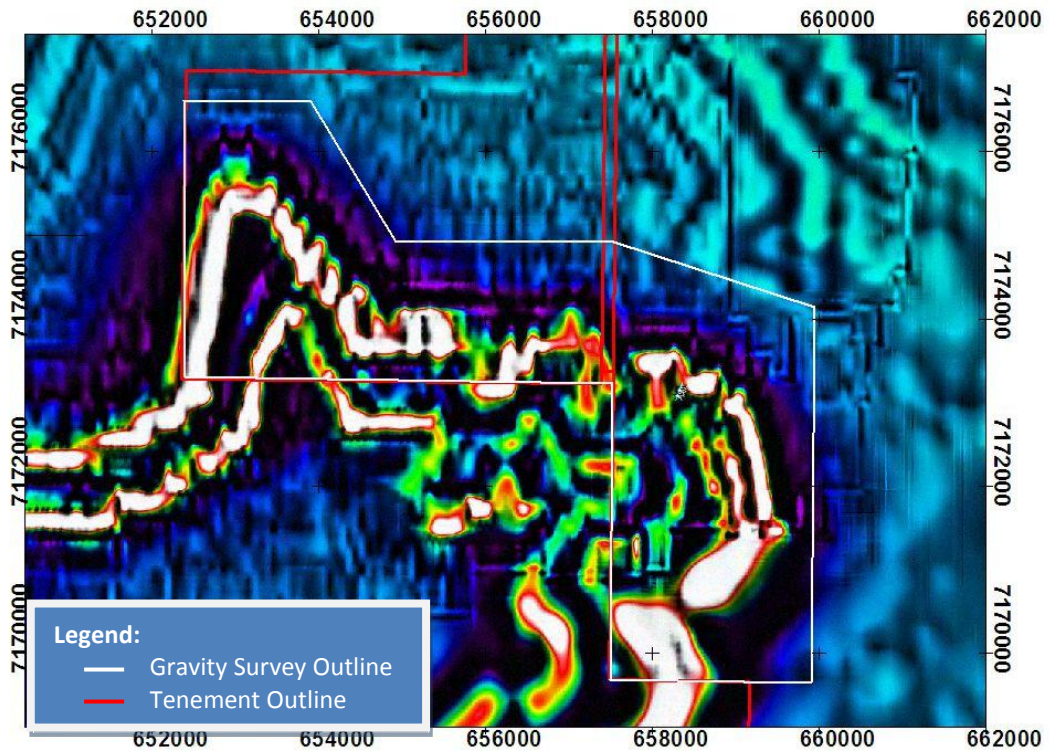 652000 654000 656000 658000 660000 662000
7176000 7176000
7174000 7174000
7172000 7172000
7170000 7170000
Legend:
Gravity Survey Outline
Tenement Outline
652000 654000 656000 658000 660000 662000